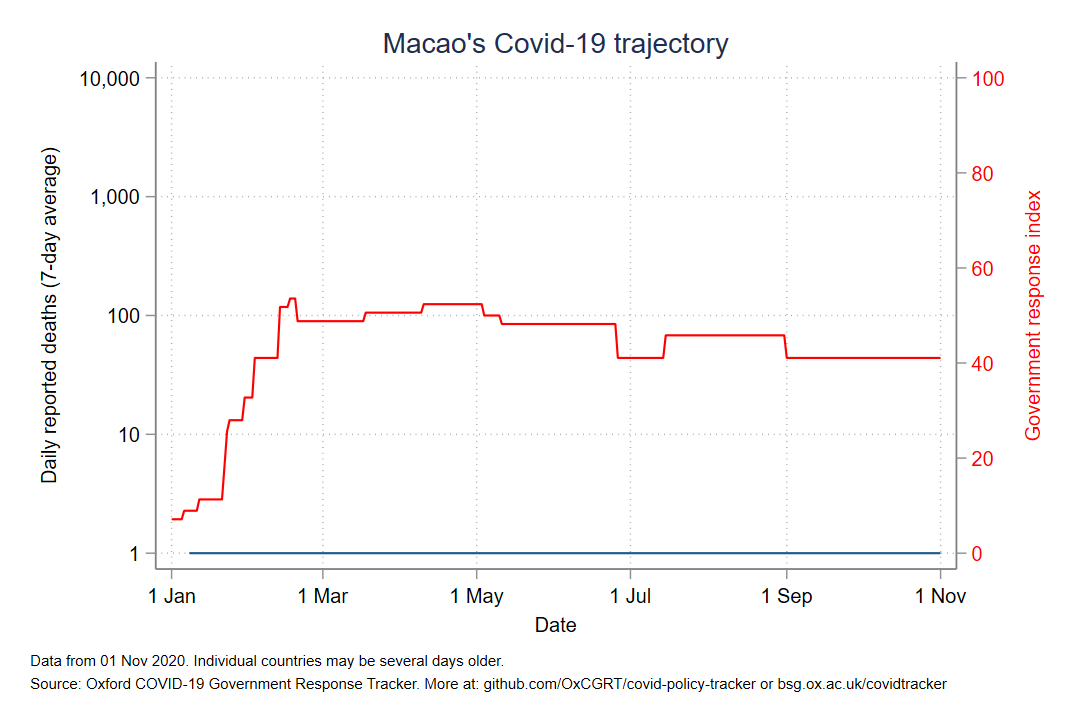 Macao's Covid-19 trajectory
10,000
1,000
100
10
1
Daily reported deaths (7-day average)
100
80
60
40
20
0
Government response index
1 Jan
1 Mar
1 May
1 Jul
1 Sep
1 Nov
Date
Data from 01 Nov 2020. Individual countries may be several days older.
Source: Oxford COVID-19 Government Response Tracker. More at: github.com/OxCGRT/covid-policy-tracker or bsg.ox.ac.uk/covidtracker